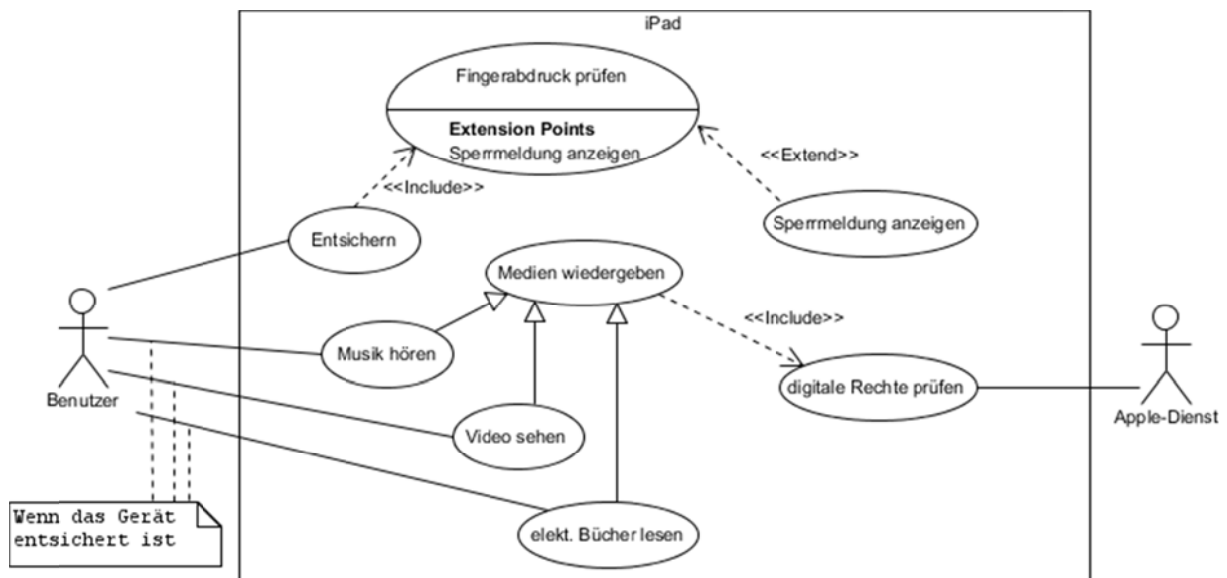 iPad
Fingerabdruck prüfen
Extension Points
Sperrmeldung anzeigen
<<Extend>>
<<Include>>
Sperrmeldung anzeigen
Entsichern
Medien wiedergeben
<<Include>>
Musik hören
digitale Rechte prüfen
Benutzer
Apple-Dienst
Video sehen
Wenn das Gerät
entsichert ist
elekt. Bücher lesen